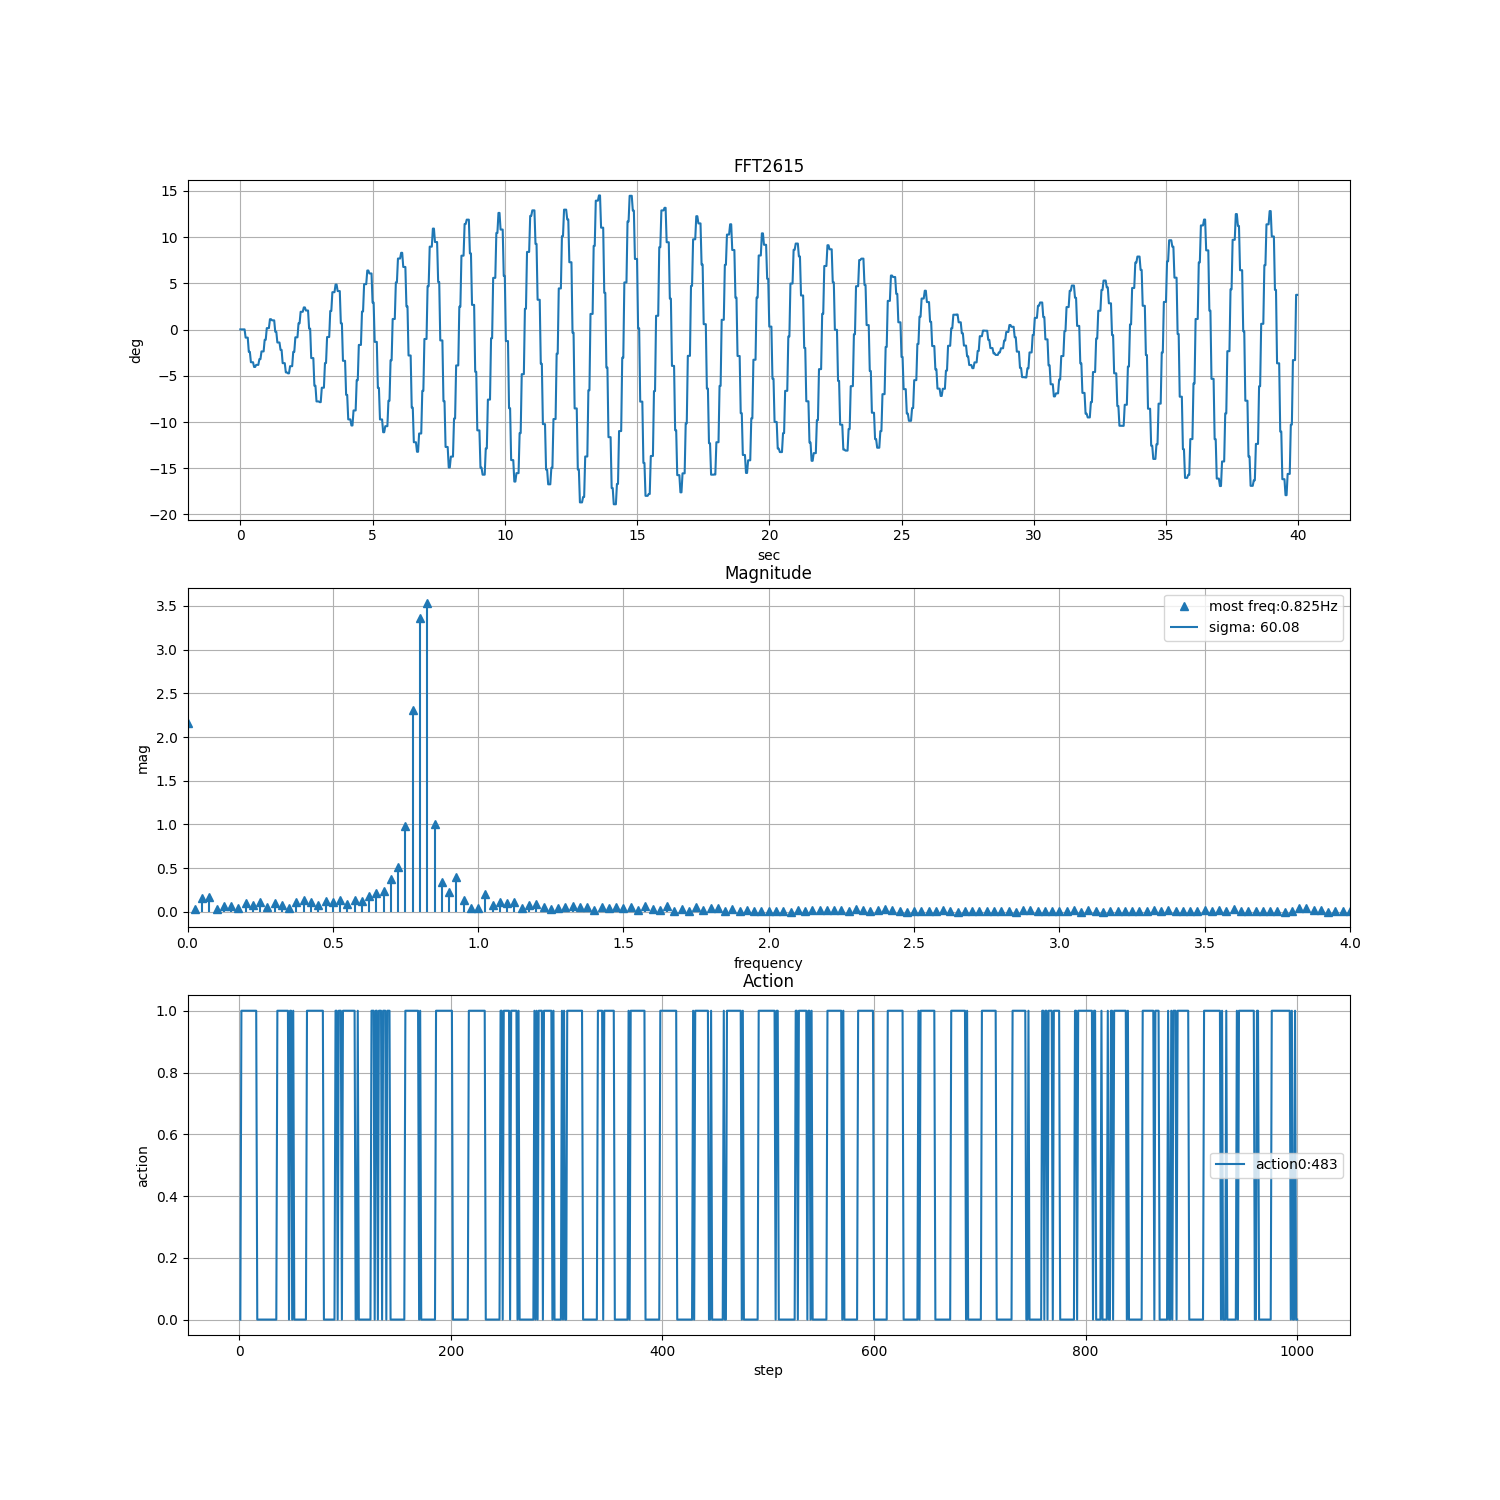 FFT2615
15
10
5
0
−5
−10
−15
−20
deg
0 5 10 15 20 25 30 35 40
sec
Magnitude
3.5
3.0
2.5
2.0
1.5
1.0
0.5
0.0
mag
most freq:0.825Hz
sigma: 60.08
0.0 0.5 1.0 1.5 2.0 2.5 3.0 3.5 4.0
frequency
Action
1.0
0.8
0.6
0.4
0.2
0.0
action
action0:483
0 200 400 600 800 1000
step